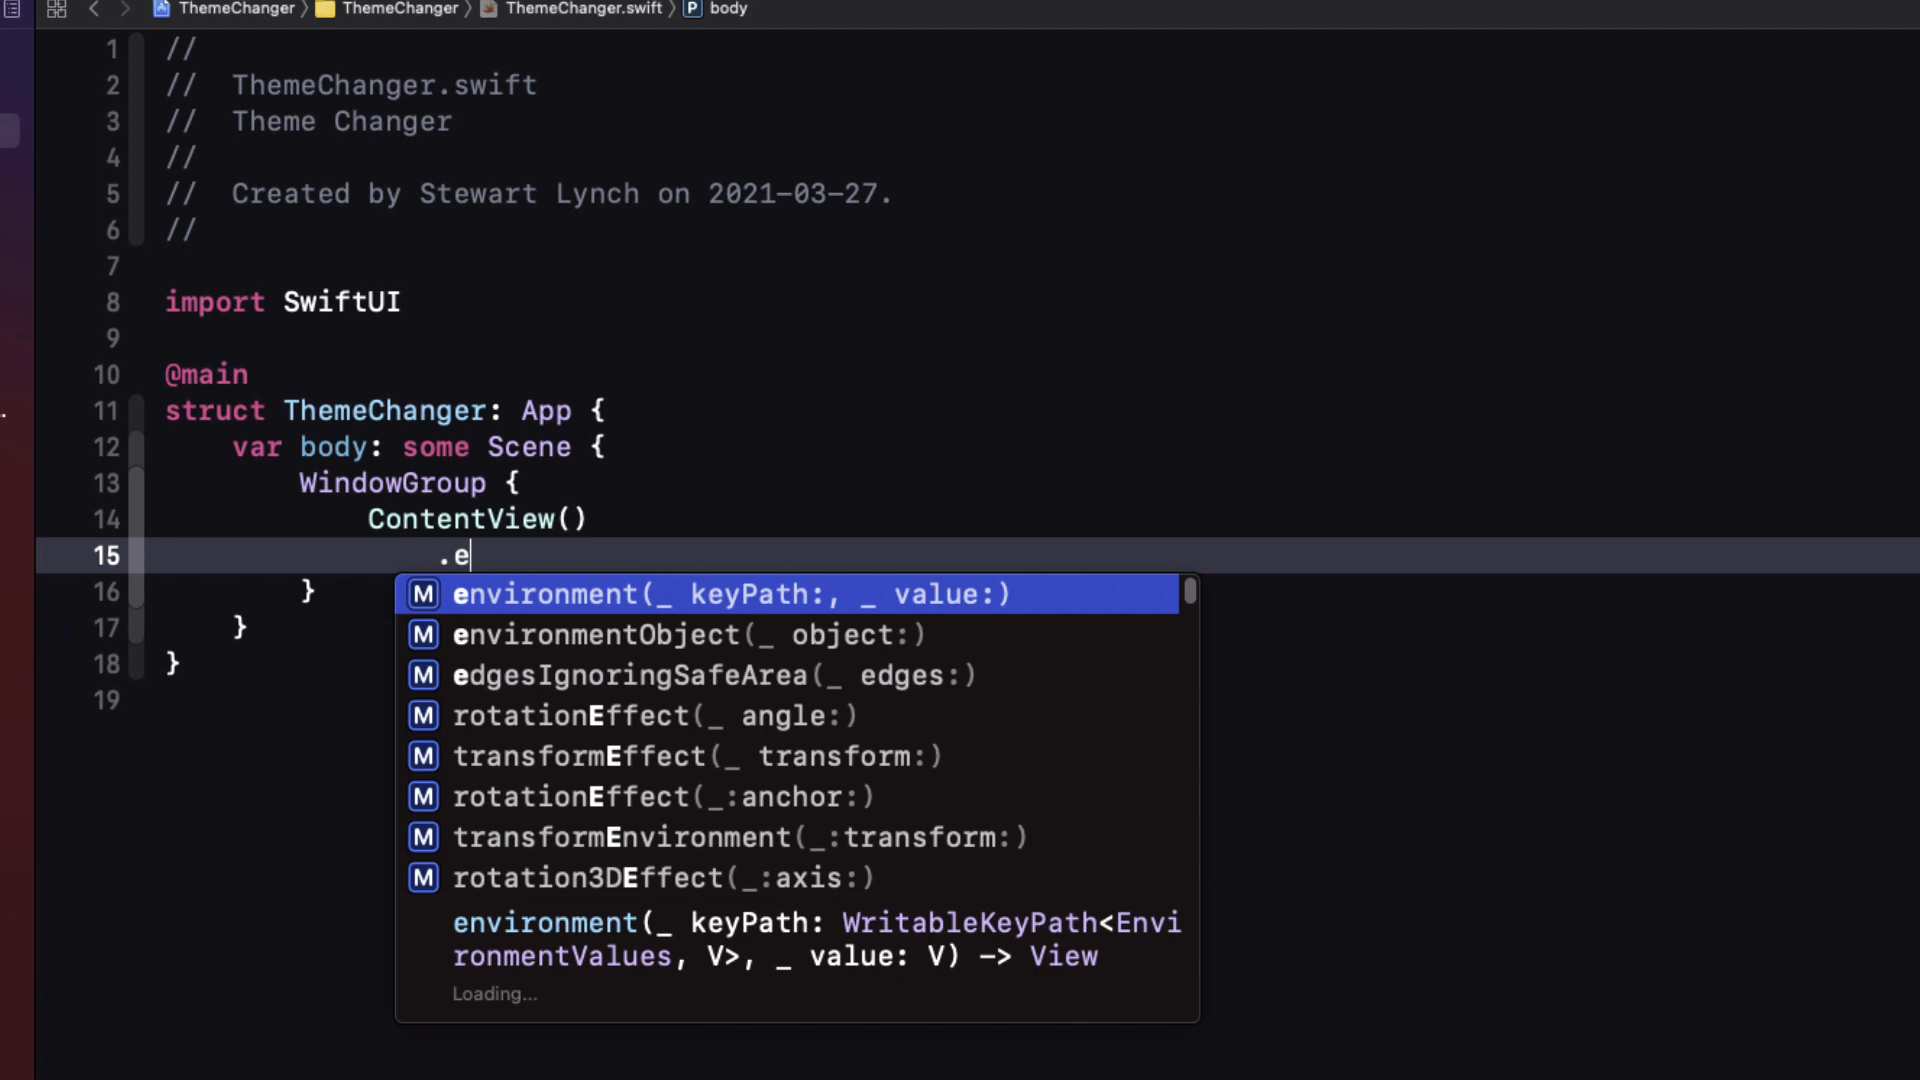 ThemeChanger ThemeChanger ThemeChanger.swift P body
1 //
2 //  ThemeChanger.swift
3 //  Theme Changer
4 //
5 //  Created by Stewart Lynch on 2021-03-27.
6 //
7
8 import SwiftUI
9
10 @main
11 struct ThemeChanger: App {
12     var body: some Scene {
13         WindowGroup {
14             ContentView()
15                 .e
16         }
17     }
18 }
19
M environment(_ keyPath:, _ value:)
M environmentObject(_ object:)
M edgesIgnoringSafeArea(_ edges:)
M rotationEffect(_ angle:)
M transformEffect(_ transform:)
M rotationEffect(_:anchor:)
M transformEnvironment(_:transform:)
M rotation3DEffect(_:axis:)
environment(_ keyPath: WritableKeyPath<Envi
ronmentValues, V>, _ value: V) -> View
Loading...